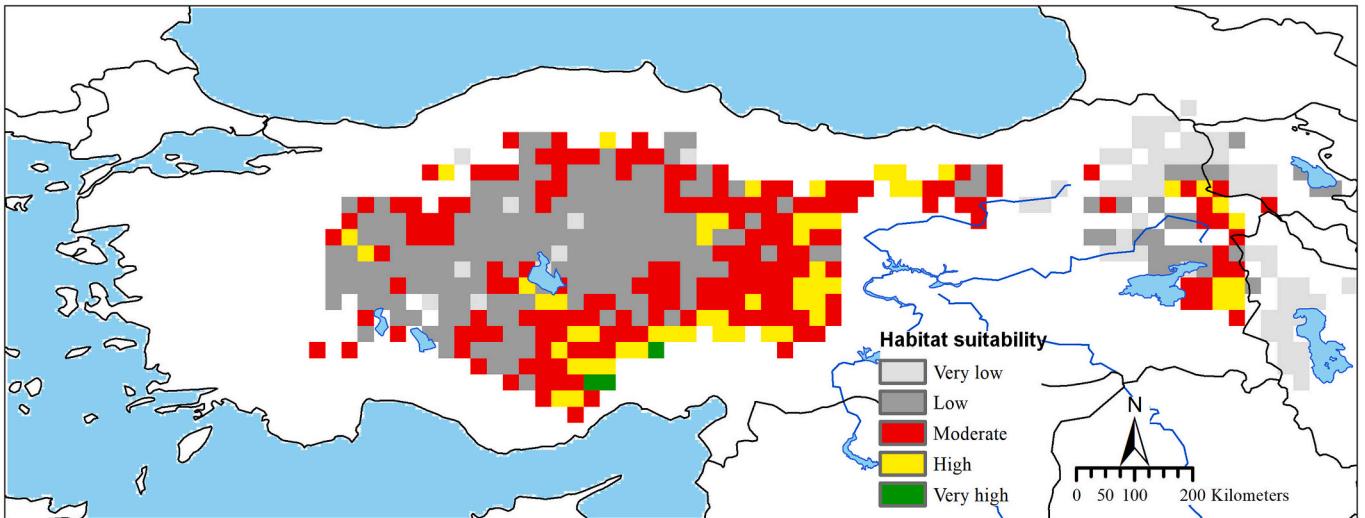 Habitat suitability
Very low
Low
Moderate
High
Very high
N
0 50 100 200 Kilometers